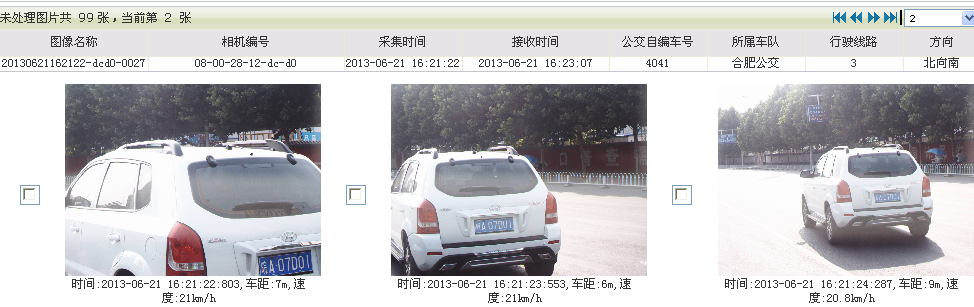 未处理图片共 99 张，当前第 2 张
2
图像名称 相机编号 采集时间 接收时间 公交自编车号 所属车队 行驶线路 方向
20130621162122-dcd0-0027 08-00-28-12-dc-d0 2013-06-21 16:21:22 2013-06-21 16:23:07 4041 合肥公交 3 北向南
皖A·07D01
皖A·07D01
时间:2013-06-21 16:21:22:803,车距:7m,速
度:21km/h
时间:2013-06-21 16:21:23:553,车距:6m,速
度:21km/h
时间:2013-06-21 16:21:24:287,车距:9m,速
度:20.8km/h